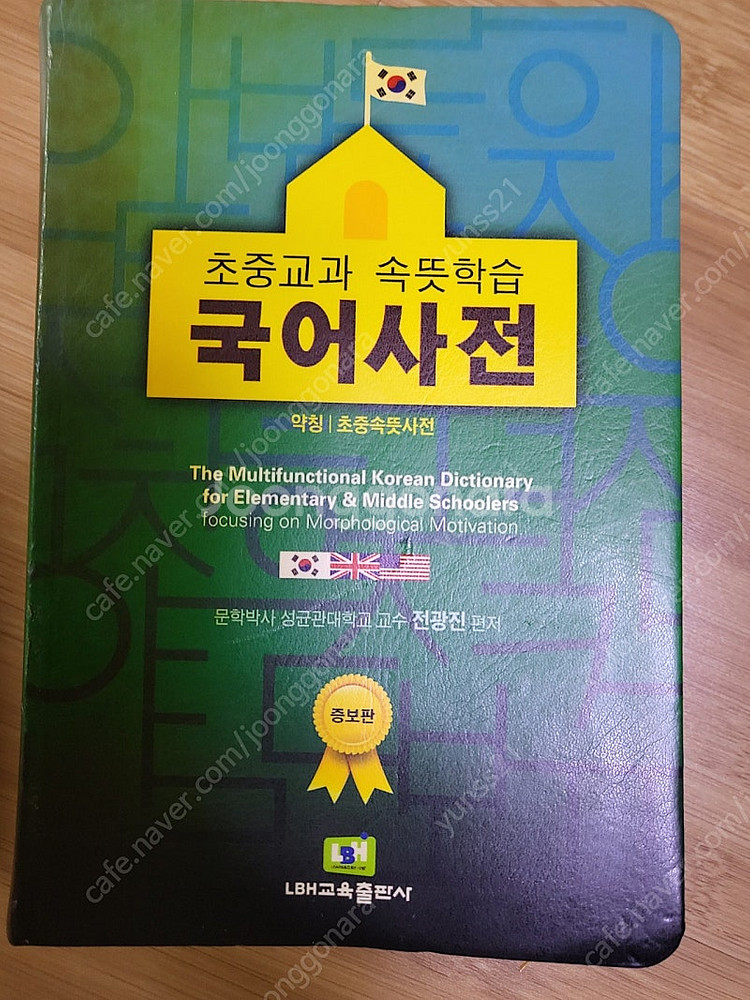 초중교과 속뜻학습
국어사전
약칭 | 초중속뜻사전
The Multifunctional Korean Dictionary
for Elementary & Middle Schoolers
focusing on Morphological Motivation
문학박사 성균관대학교 교수 전광진 편저
증보판
LBH
LBH교육출판사
Joonggonara
cafe.naver.com/joonggonara
yunss21